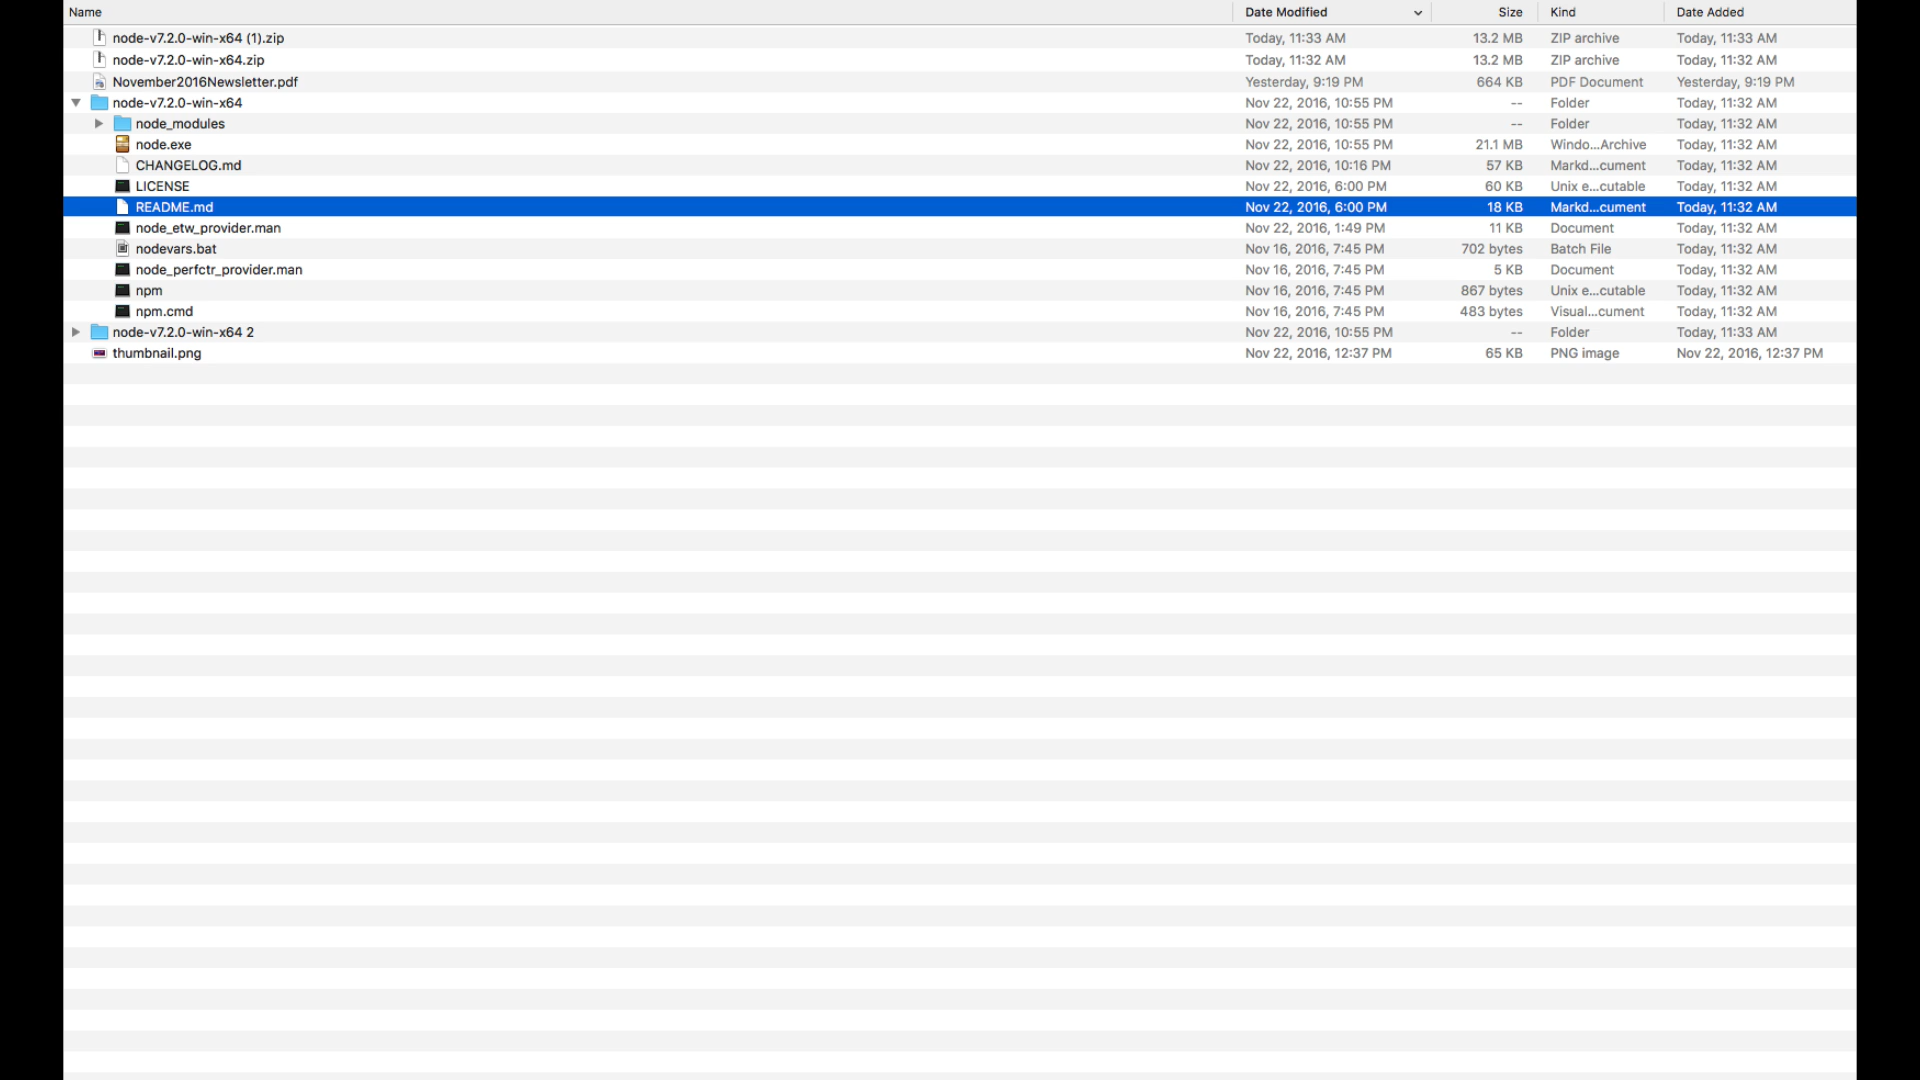 Name Date Modified Size Kind Date Added
node-v7.2.0-win-x64 (1).zip Today, 11:33 AM 13.2 MB ZIP archive Today, 11:33 AM
node-v7.2.0-win-x64.zip Today, 11:32 AM 13.2 MB ZIP archive Today, 11:32 AM
November2016Newsletter.pdf Yesterday, 9:19 PM 664 KB PDF Document Yesterday, 9:19 PM
node-v7.2.0-win-x64 Nov 22, 2016, 10:55 PM -- Folder Today, 11:32 AM
node_modules Nov 22, 2016, 10:55 PM -- Folder Today, 11:32 AM
node.exe Nov 22, 2016, 10:55 PM 21.1 MB Windo...Archive Today, 11:32 AM
CHANGELOG.md Nov 22, 2016, 10:16 PM 57 KB Markd...cument Today, 11:32 AM
LICENSE Nov 22, 2016, 6:00 PM 60 KB Unix e...cutable Today, 11:32 AM
README.md Nov 22, 2016, 6:00 PM 18 KB Markd...cument Today, 11:32 AM
node_etw_provider.man Nov 22, 2016, 1:49 PM 11 KB Document Today, 11:32 AM
nodevars.bat Nov 16, 2016, 7:45 PM 702 bytes Batch File Today, 11:32 AM
node_perfctr_provider.man Nov 16, 2016, 7:45 PM 5 KB Document Today, 11:32 AM
npm Nov 16, 2016, 7:45 PM 867 bytes Unix e...cutable Today, 11:32 AM
npm.cmd Nov 16, 2016, 7:45 PM 483 bytes Visual...cument Today, 11:32 AM
node-v7.2.0-win-x64 2 Nov 22, 2016, 10:55 PM -- Folder Today, 11:33 AM
thumbnail.png Nov 22, 2016, 12:37 PM 65 KB PNG image Nov 22, 2016, 12:37 PM